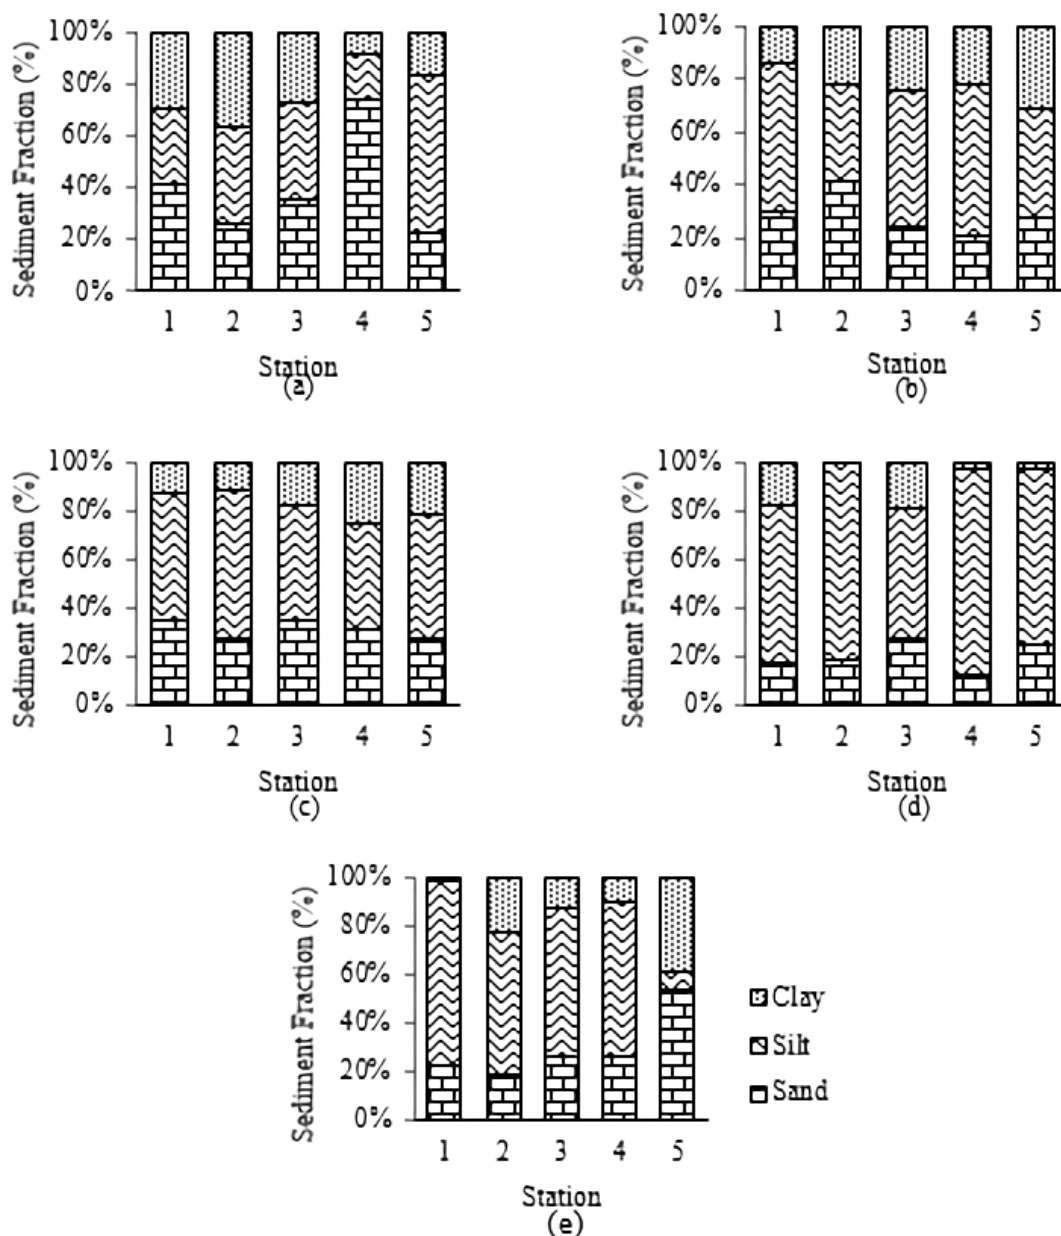 Sediment Fraction (%)
100%
80%
60%
40%
20%
0%
1 2 3 4 5
Station
(a)
Sediment Fraction (%)
100%
80%
60%
40%
20%
0%
1 2 3 4 5
Station
(b)
Sediment Fraction (%)
100%
80%
60%
40%
20%
0%
1 2 3 4 5
Station
(c)
Sediment Fraction (%)
100%
80%
60%
40%
20%
0%
1 2 3 4 5
Station
(d)
Sediment Fraction (%)
100%
80%
60%
40%
20%
0%
1 2 3 4 5
Station
(e)
Clay
Silt
Sand